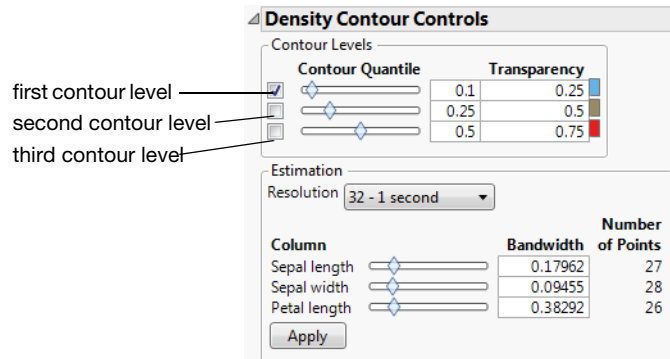 Density Contour Controls
Contour Levels
Contour Quantile Transparency
first contour level 0.1 0.25
second contour level 0.25 0.5
third contour level 0.5 0.75
Estimation
Resolution 32 - 1 second
Number
Column Bandwidth of Points
Sepal length 0.17962 27
Sepal width 0.09455 28
Petal length 0.38292 26
Apply